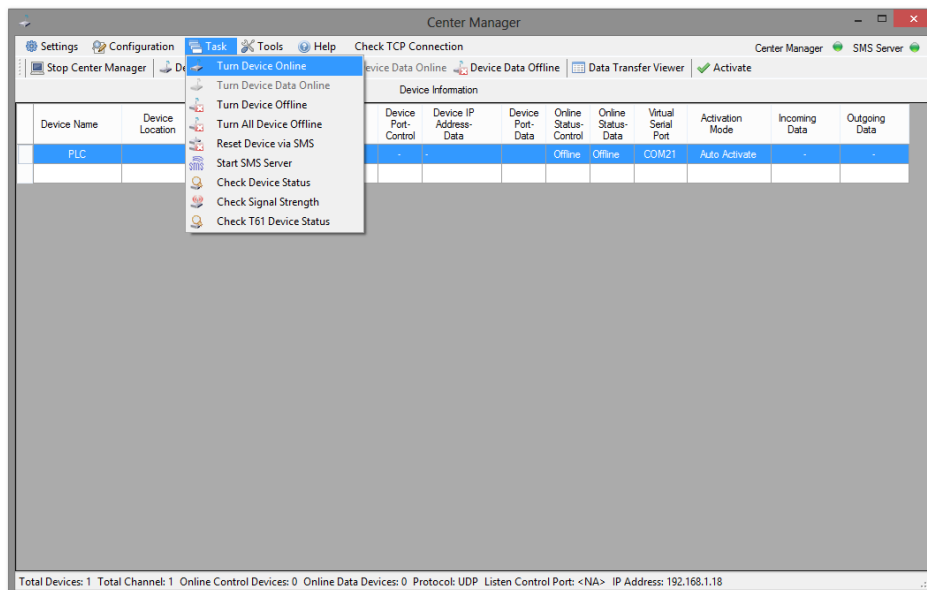 Center Manager
Settings Configuration Task Tools Help Check TCP Connection Center Manager SMS Server
Stop Center Manager Data Online Device Data Offline Data Transfer Viewer Activate
Turn Device Online
Turn Device Data Online
Turn Device Offline
Turn All Device Offline
Reset Device via SMS
Start SMS Server
Check Device Status
Check Signal Strength
Check T61 Device Status
Device Information
Device Name Device Location Device Port-Control Device IP Address-Data Device Port-Data Online Status-Control Online Status-Data Virtual Serial Port Activation Mode Incoming Data Outgoing Data
PLC - - Offline Offline COM21 Auto Activate - -
Total Devices: 1 Total Channel: 1 Online Control Devices: 0 Online Data Devices: 0 Protocol: UDP Listen Control Port: <NA> IP Address: 192.168.1.18